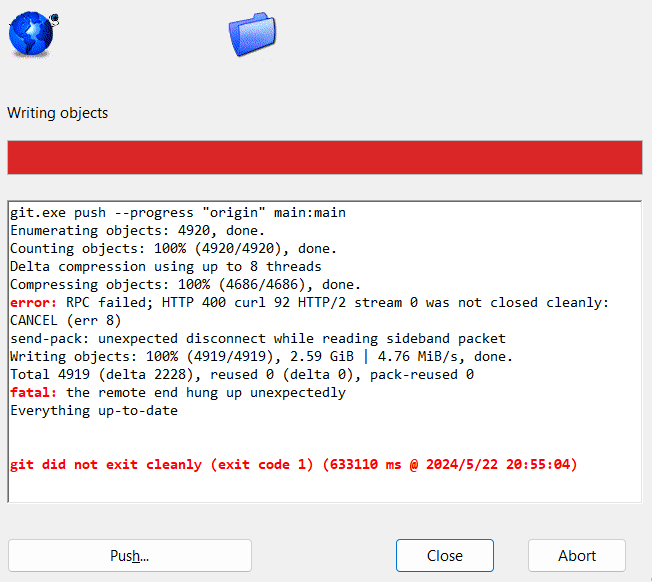 Writing objects
git.exe push --progress "origin" main:main
Enumerating objects: 4920, done.
Counting objects: 100% (4920/4920), done.
Delta compression using up to 8 threads
Compressing objects: 100% (4686/4686), done.
error: RPC failed; HTTP 400 curl 92 HTTP/2 stream 0 was not closed cleanly:
CANCEL (err 8)
send-pack: unexpected disconnect while reading sideband packet
Writing objects: 100% (4919/4919), 2.59 GiB | 4.76 MiB/s, done.
Total 4919 (delta 2228), reused 0 (delta 0), pack-reused 0
fatal: the remote end hung up unexpectedly
Everything up-to-date
git did not exit cleanly (exit code 1) (633110 ms @ 2024/5/22 20:55:04)
Push...
Close
Abort